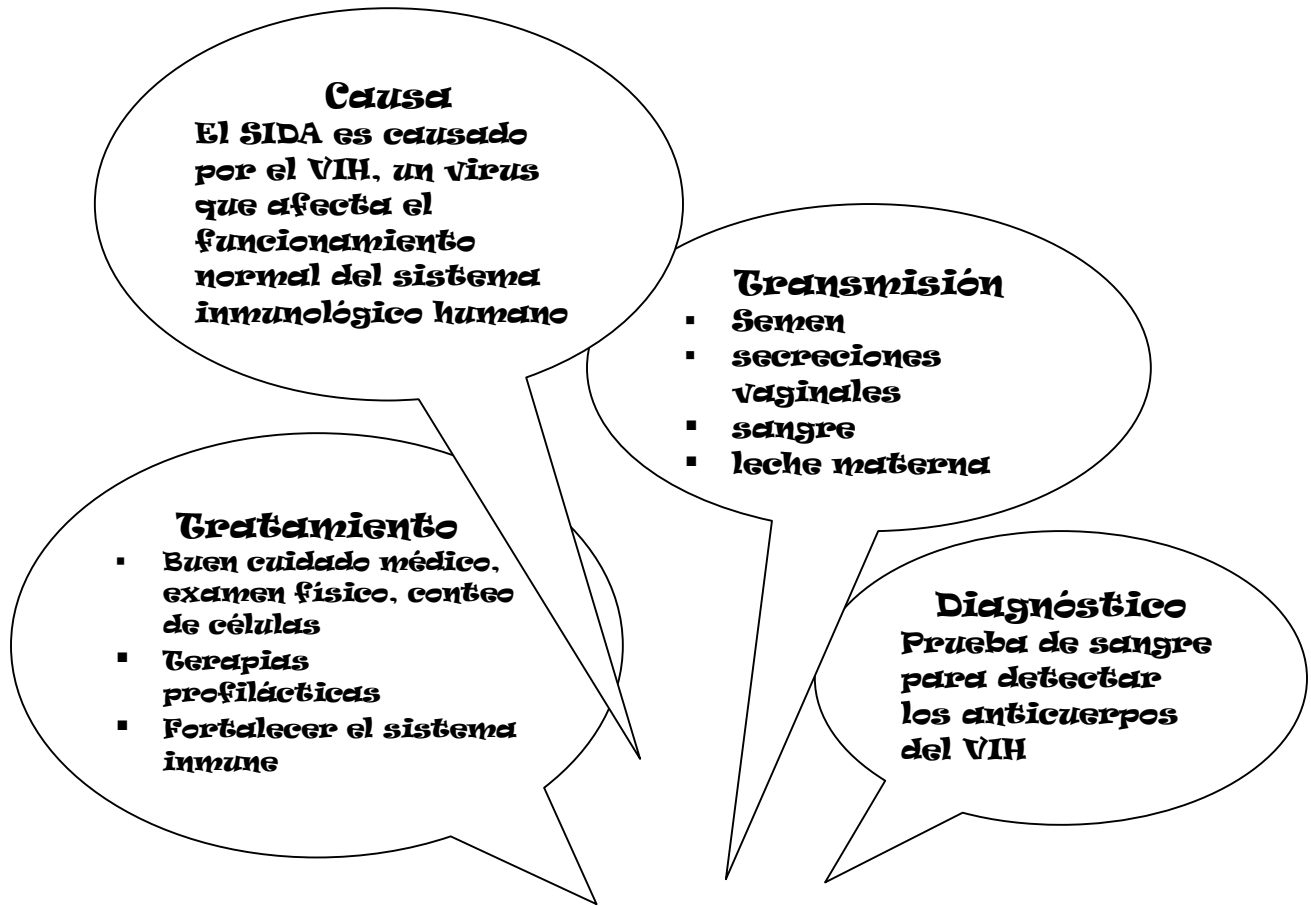 Causa
El SIDA es causado
por el VIH, un virus
que afecta el
funcionamiento
normal del sistema
inmunológico humano
Transmisión
▪ Semen
▪ secreciones
vaginales
▪ sangre
▪ leche materna
Tratamiento
▪ Buen cuidado médico,
examen físico, conteo
de células
▪ Terapias
profilácticas
▪ Fortalecer el sistema
inmune
Diagnóstico
Prueba de sangre
para detectar
los anticuerpos
del VIH